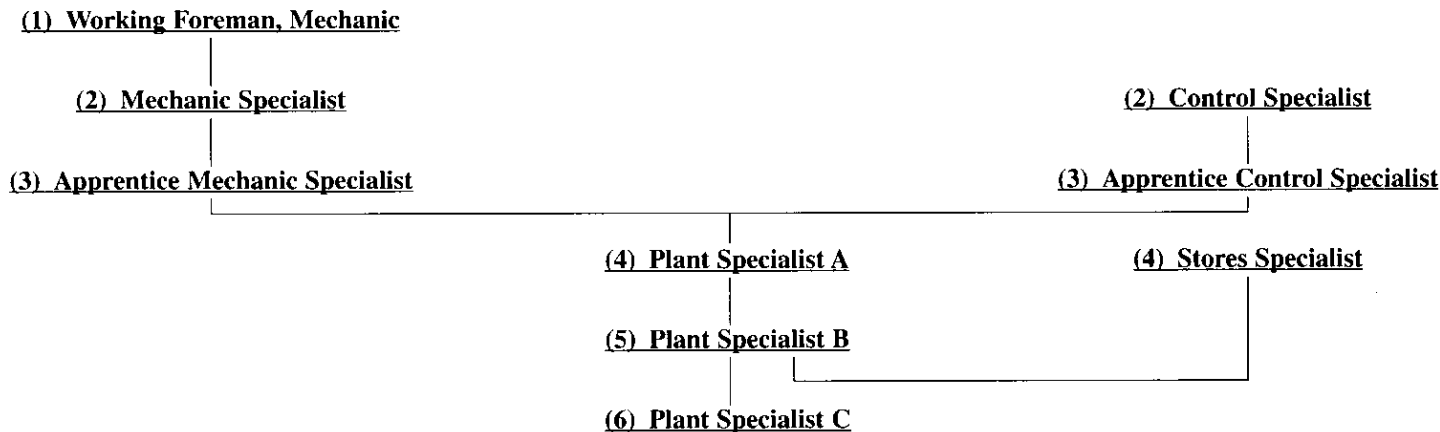 (1) Working Foreman, Mechanic
(2) Mechanic Specialist
(2) Control Specialist
(3) Apprentice Mechanic Specialist
(3) Apprentice Control Specialist
(4) Plant Specialist A
(4) Stores Specialist
(5) Plant Specialist B
(6) Plant Specialist C